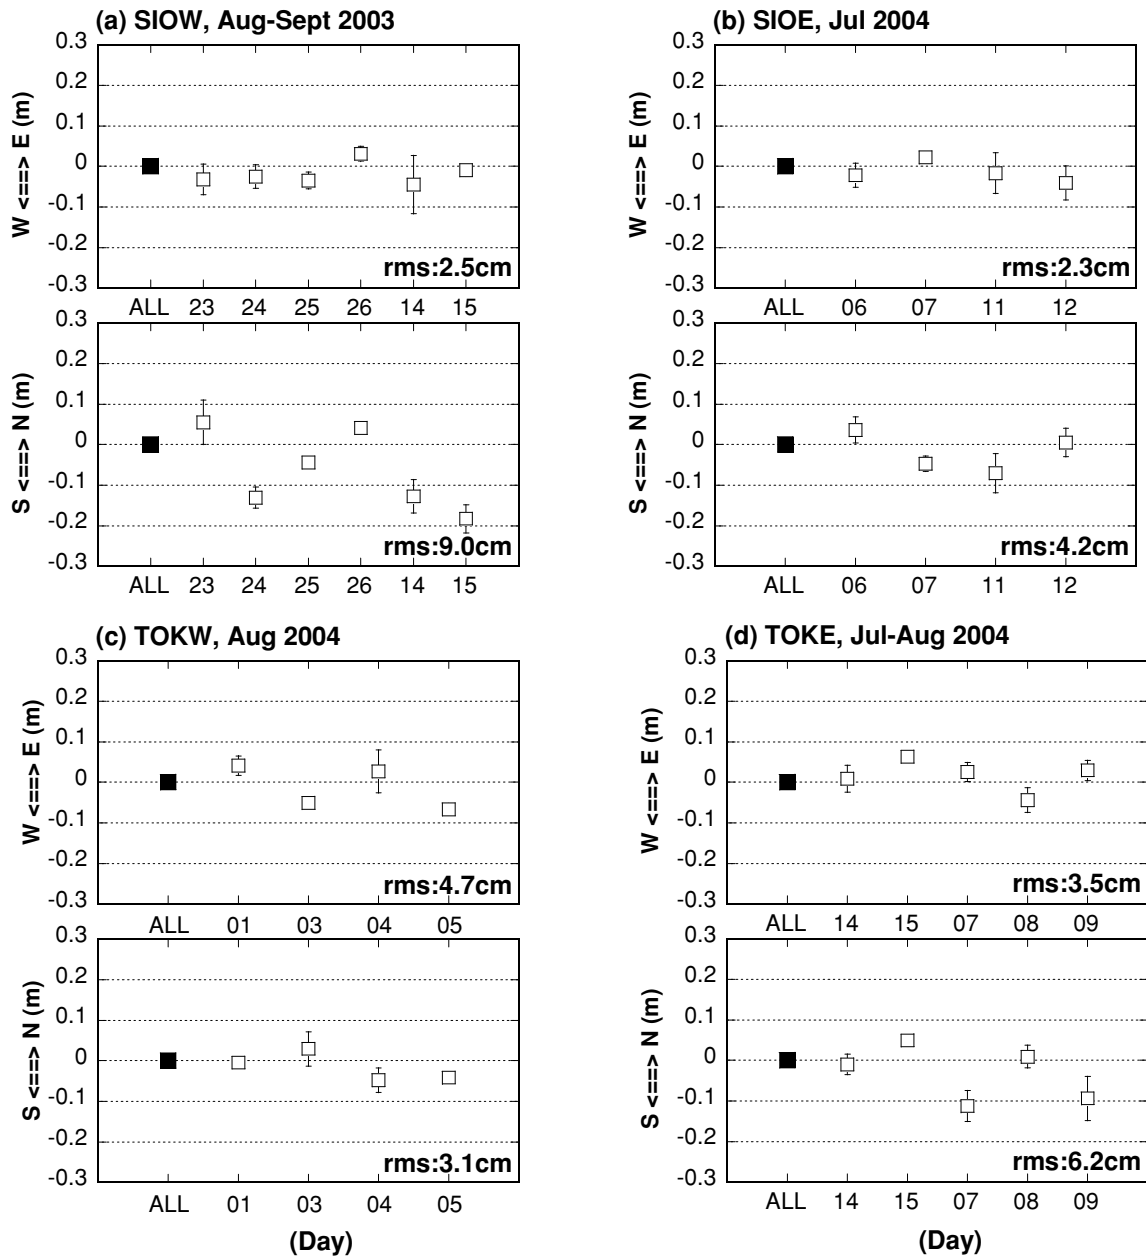 (a) SIOW, Aug-Sept 2003
W <==> E (m)
0.3
0.2
0.1
0
-0.1
-0.2
-0.3
rms:2.5cm
ALL 23 24 25 26 14 15
S <==> N (m)
0.3
0.2
0.1
0
-0.1
-0.2
-0.3
rms:9.0cm
ALL 23 24 25 26 14 15
(b) SIOE, Jul 2004
W <==> E (m)
0.3
0.2
0.1
0
-0.1
-0.2
-0.3
rms:2.3cm
ALL 06 07 11 12
S <==> N (m)
0.3
0.2
0.1
0
-0.1
-0.2
-0.3
rms:4.2cm
ALL 06 07 11 12
(c) TOKW, Aug 2004
W <==> E (m)
0.3
0.2
0.1
0
-0.1
-0.2
-0.3
rms:4.7cm
ALL 01 03 04 05
S <==> N (m)
0.3
0.2
0.1
0
-0.1
-0.2
-0.3
rms:3.1cm
ALL 01 03 04 05
(Day)
(d) TOKE, Jul-Aug 2004
W <==> E (m)
0.3
0.2
0.1
0
-0.1
-0.2
-0.3
rms:3.5cm
ALL 14 15 07 08 09
S <==> N (m)
0.3
0.2
0.1
0
-0.1
-0.2
-0.3
rms:6.2cm
ALL 14 15 07 08 09
(Day)